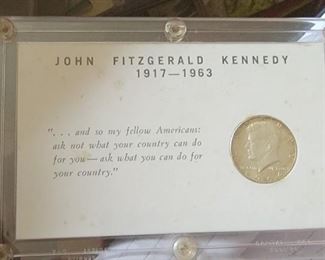 JOHN FITZGERALD KENNEDY
1917—1963
". . . and so my fellow Americans:
ask not what your country can do
for you—ask what you can do for
your country."